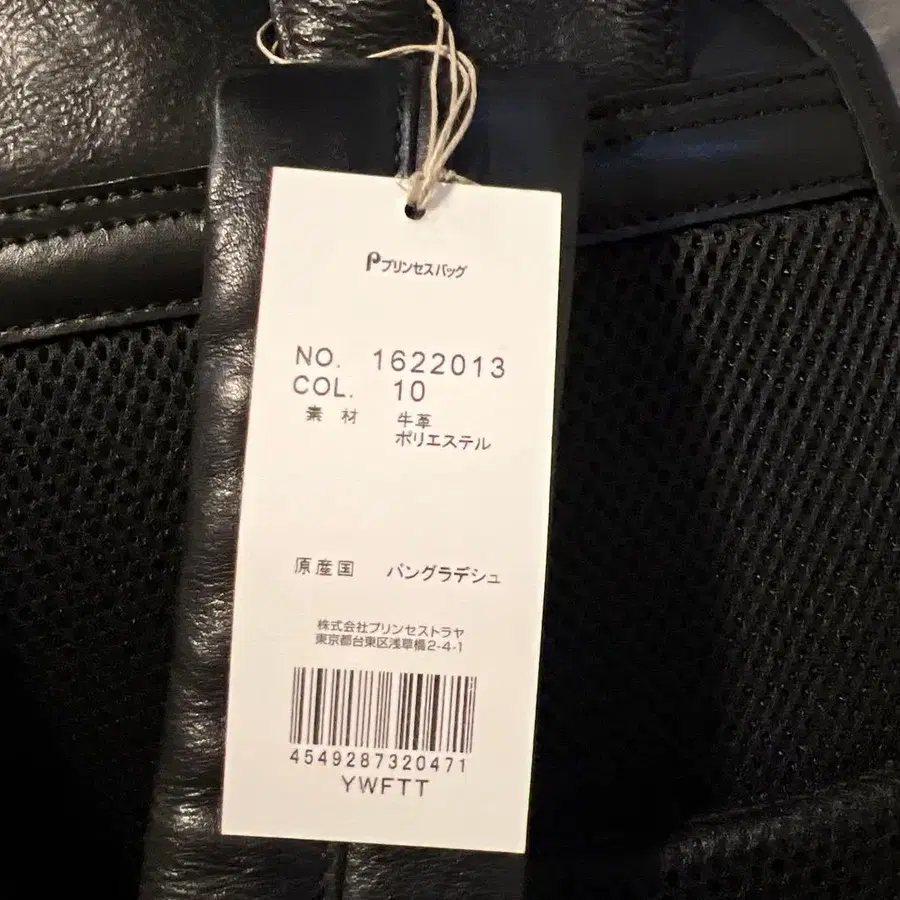 プリンセスバッグ
NO. 1622013
COL. 10
素材 牛革
ポリエステル
原産国 バングラデシュ
株式会社プリンセストラヤ
東京都台東区浅草橋2-4-1
4549287320471
YWFTT